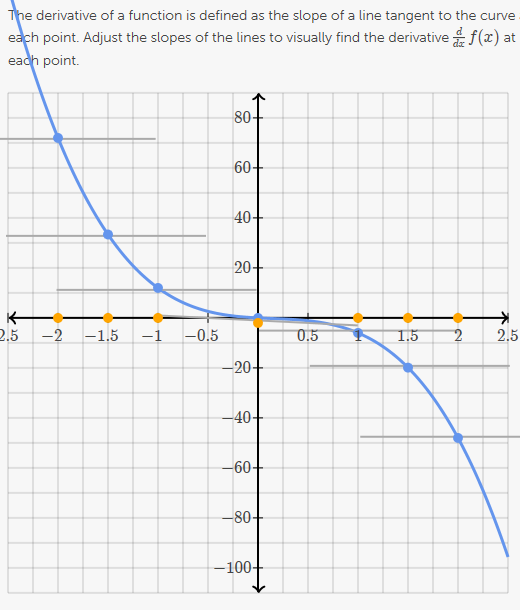 The derivative of a function is defined as the slope of a line tangent to the curve
each point. Adjust the slopes of the lines to visually find the derivative d/dx f(x) at
each point.
80
60
40
20
2.5 −2 −1.5 −1 −0.5 0.5 1 1.5 2 2.5
−20
−40
−60
−80
−100